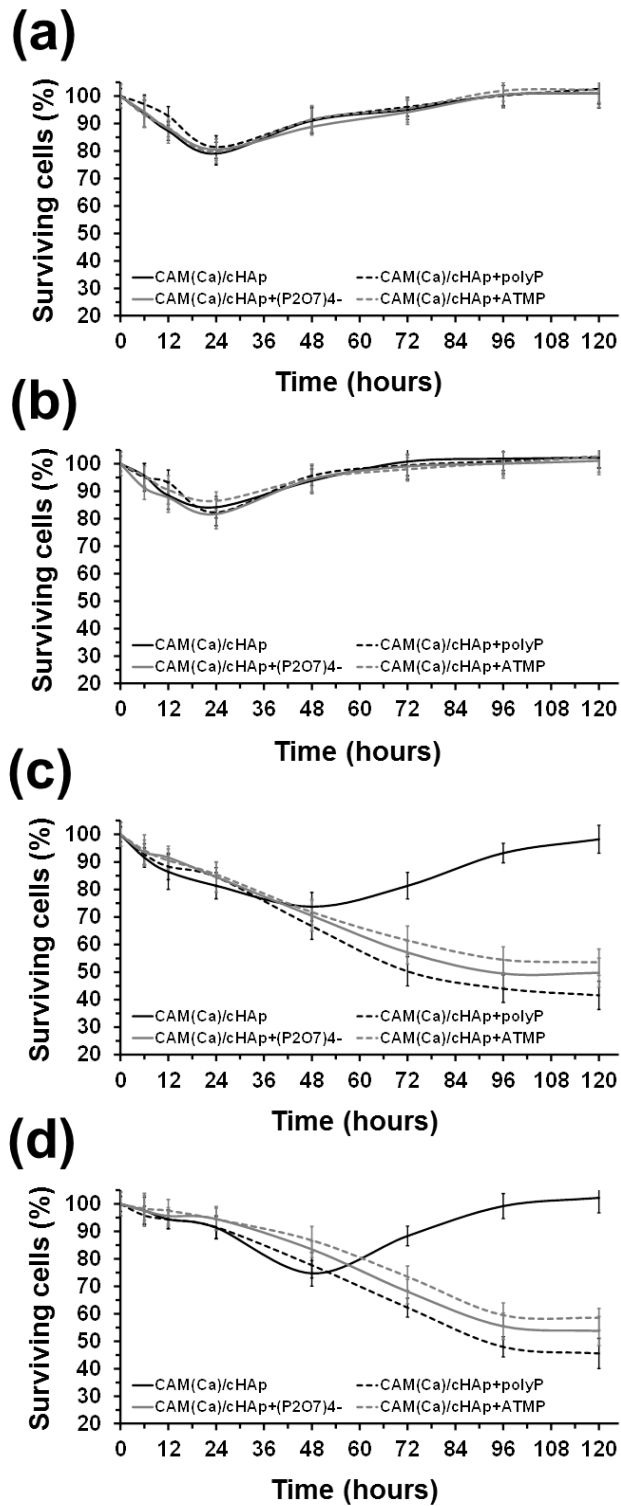 (a)
Surviving cells (%)
100
90
80
70
60
50
40
30
20
CAM(Ca)/cHAp
CAM(Ca)/cHAp+polyP
CAM(Ca)/cHAp+(P2O7)4-
CAM(Ca)/cHAp+ATMP
0 12 24 36 48 60 72 84 96 108 120
Time (hours)
(b)
Surviving cells (%)
100
90
80
70
60
50
40
30
20
CAM(Ca)/cHAp
CAM(Ca)/cHAp+polyP
CAM(Ca)/cHAp+(P2O7)4-
CAM(Ca)/cHAp+ATMP
0 12 24 36 48 60 72 84 96 108 120
Time (hours)
(c)
Surviving cells (%)
100
90
80
70
60
50
40
30
20
CAM(Ca)/cHAp
CAM(Ca)/cHAp+polyP
CAM(Ca)/cHAp+(P2O7)4-
CAM(Ca)/cHAp+ATMP
0 12 24 36 48 60 72 84 96 108 120
Time (hours)
(d)
Surviving cells (%)
100
90
80
70
60
50
40
30
20
CAM(Ca)/cHAp
CAM(Ca)/cHAp+polyP
CAM(Ca)/cHAp+(P2O7)4-
CAM(Ca)/cHAp+ATMP
0 12 24 36 48 60 72 84 96 108 120
Time (hours)